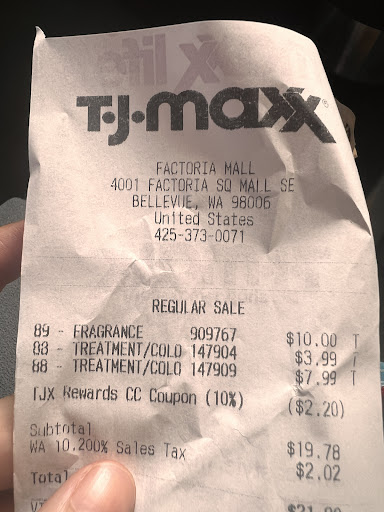 T·J·maxx®
FACTORIA MALL
4001 FACTORIA SQ MALL SE
BELLEVUE, WA 98006
United States
425-373-0071
REGULAR SALE
89 - FRAGRANCE 909767 $10.00 T
88 - TREATMENT/COLO 147904 $3.99 T
88 - TREATMENT/COLO 147909 $7.99 T
TJX Rewards CC Coupon (10%) ($2.20)
Subtotal $19.78
WA 10.200% Sales Tax $2.02
Total